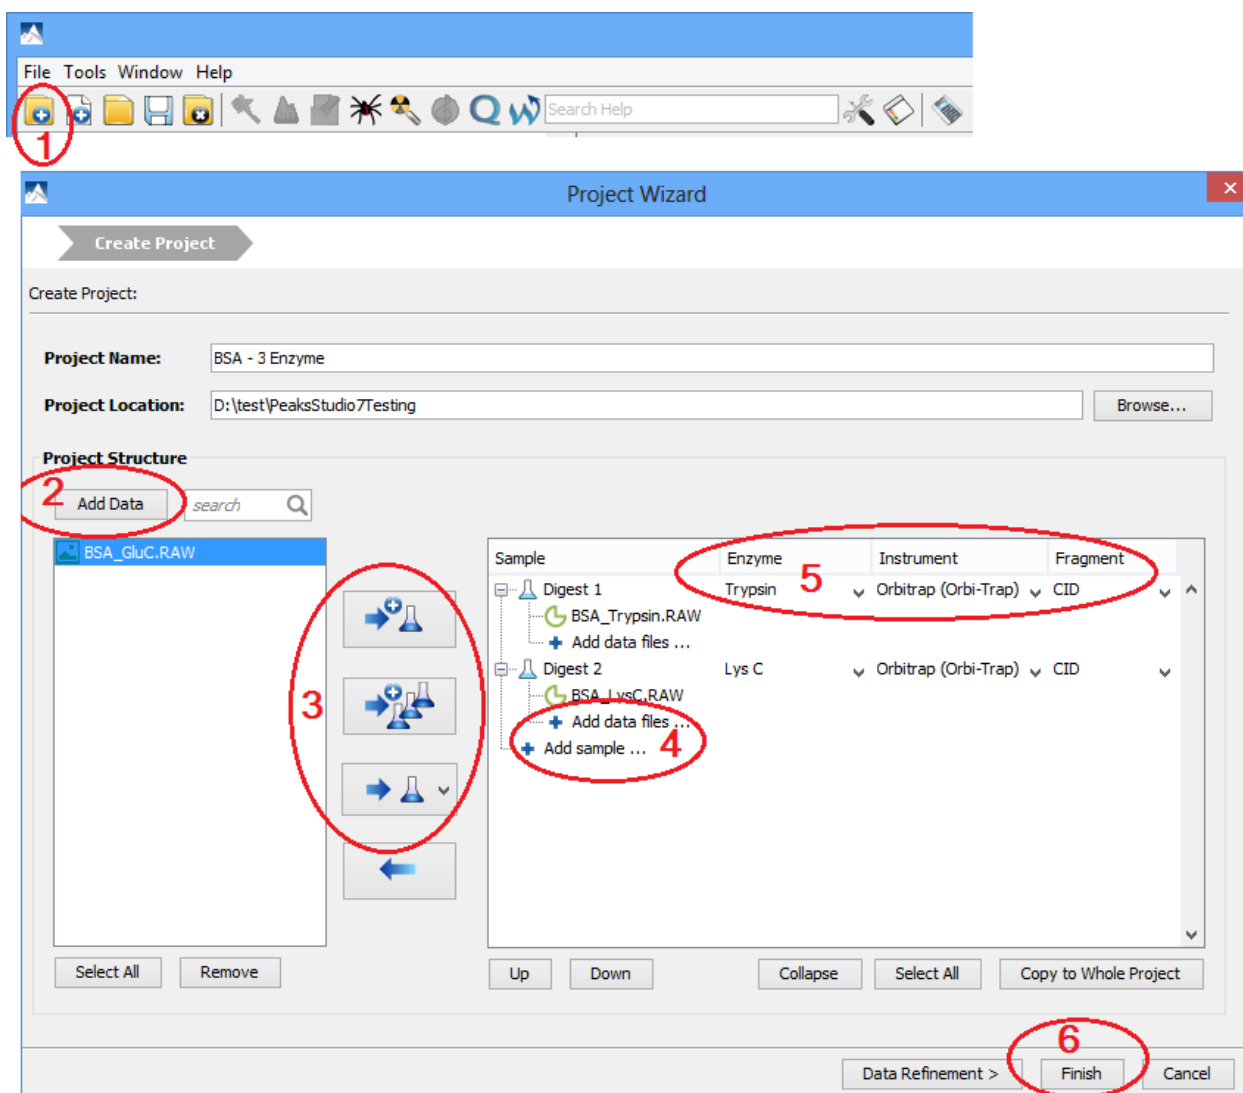 File Tools Window Help
Search Help
1
Project Wizard
Create Project
Create Project:
Project Name: BSA - 3 Enzyme
Project Location: D:\test\PeaksStudio7Testing Browse...
Project Structure
2 Add Data search
BSA_GluC.RAW
Sample Enzyme Instrument Fragment
5
Digest 1 Trypsin Orbitrap (Orbi-Trap) CID
BSA_Trypsin.RAW
Add data files ...
Digest 2 Lys C Orbitrap (Orbi-Trap) CID
3
BSA_LysC.RAW
Add data files ...
Add sample ... 4
Select All Remove Up Down Collapse Select All Copy to Whole Project
6
Data Refinement > Finish Cancel